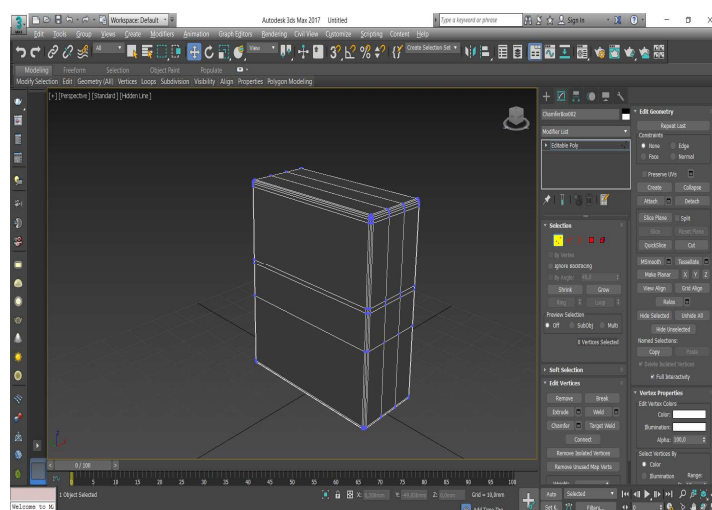 3 Workspace: Default Autodesk 3ds Max 2017 Untitled Type a keyword or phrase Sign In
Edit Tools Group Views Create Modifiers Animation Graph Editors Rendering Civil View Customize Scripting Content Help
All View Create Selection Set
Modeling Freeform Selection Object Paint Populate
Modify Selection Edit Geometry (All) Vertices Loops Subdivision Visibility Align Properties Polygon Modeling
[+] [Perspective] [Standard] [Hidden Line]
ChamferBox002
Modifier List
Editable Poly
Selection
By Vertex
Ignore Backfacing
By Angle: 45,0
Shrink Grow
Ring Loop
Preview Selection
Off SubObj Multi
0 Vertices Selected
Soft Selection
Edit Vertices
Remove Break
Extrude Weld
Chamfer Target Weld
Connect
Remove Isolated Vertices
Remove Unused Map Verts
Edit Geometry
Repeat Last
Constraints
None Edge
Face Normal
Preserve UVs
Create Collapse
Attach Detach
Slice Plane Split
Slice Reset Plane
QuickSlice Cut
MSmooth Tessellate
Make Planar X Y Z
View Align Grid Align
Relax
Hide Selected Unhide All
Hide Unselected
Named Selections:
Copy Paste
Delete Isolated Vertices
Full Interactivity
Vertex Properties
Edit Vertex Colors
Color:
Illumination:
Alpha: 100,0
Select Vertices By
Color
Illumination Range:
0 / 100
0 5 10 15 20 25 30 35 40 45 50 55 60 65 70 75 80 85 90 95 100
1 Object Selected X: Y: Z: Grid = 10,0mm
Auto Selected
Welcome to M
Add Time Tag
Set K. Filters... 0